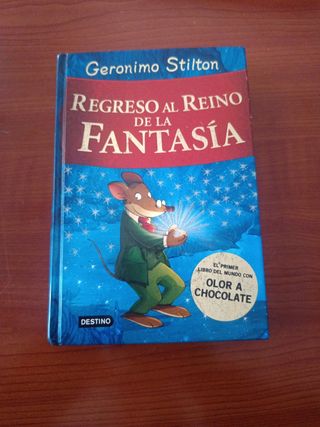 Geronimo Stilton
REGRESO AL REINO
DE LA
FANTASÍA
EL PRIMER
LIBRO DEL MUNDO CON
OLOR A
CHOCOLATE
DESTINO